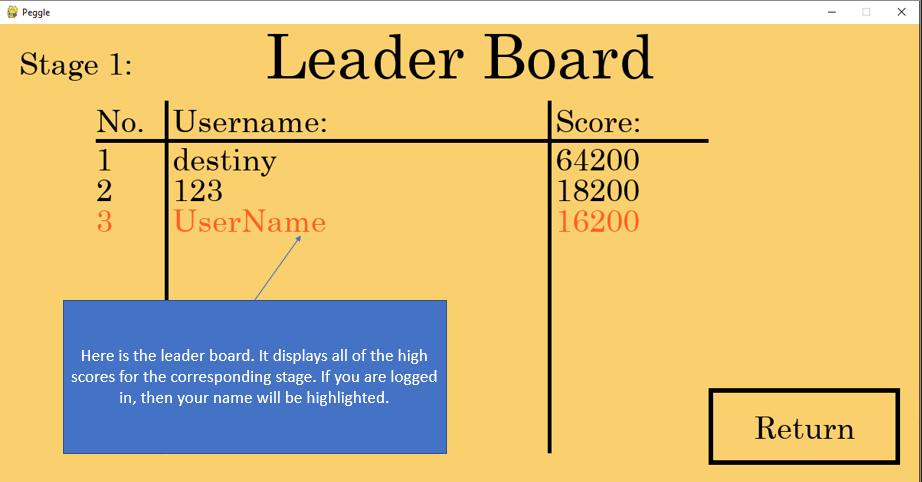 Peggle
Stage 1:
Leader Board
No. Username: Score:
1 destiny 64200
2 123 18200
3 UserName 16200
Here is the leader board. It displays all of the high
scores for the corresponding stage. If you are logged
in, then your name will be highlighted.
Return